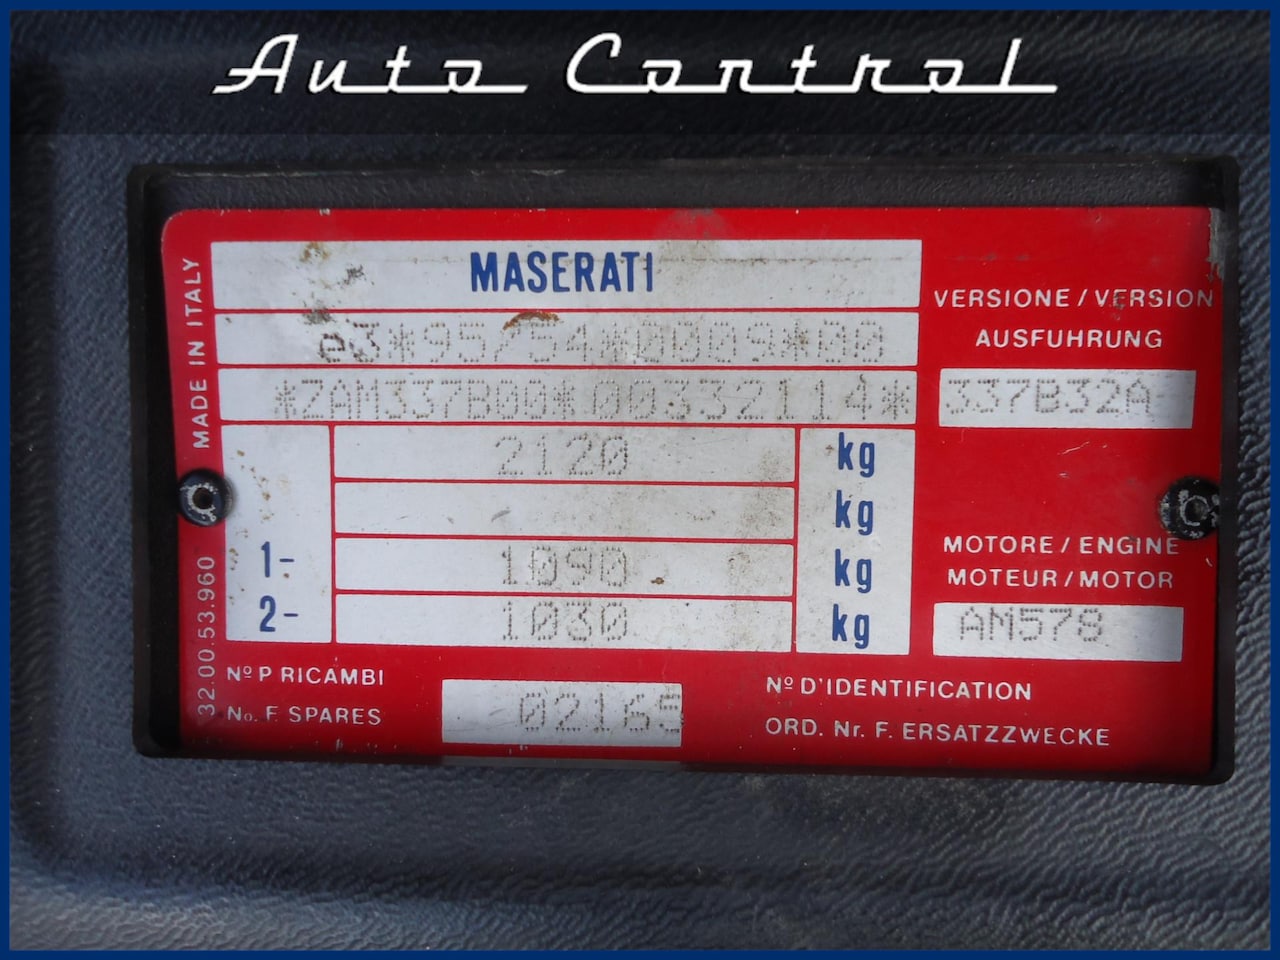 Auto Control
MASERATI
e3*95/54*0009*00
*ZAM337B00*00332114*
2120 kg
kg
1- 1090 kg
2- 1030 kg
MADE IN ITALY
32.00.53.960
VERSIONE / VERSION
AUSFUHRUNG
337B32A
MOTORE / ENGINE
MOTEUR / MOTOR
AM578
Nº P RICAMBI
No. F. SPARES
02165
Nº D'IDENTIFICATION
ORD. Nr. F. ERSATZZWECKE